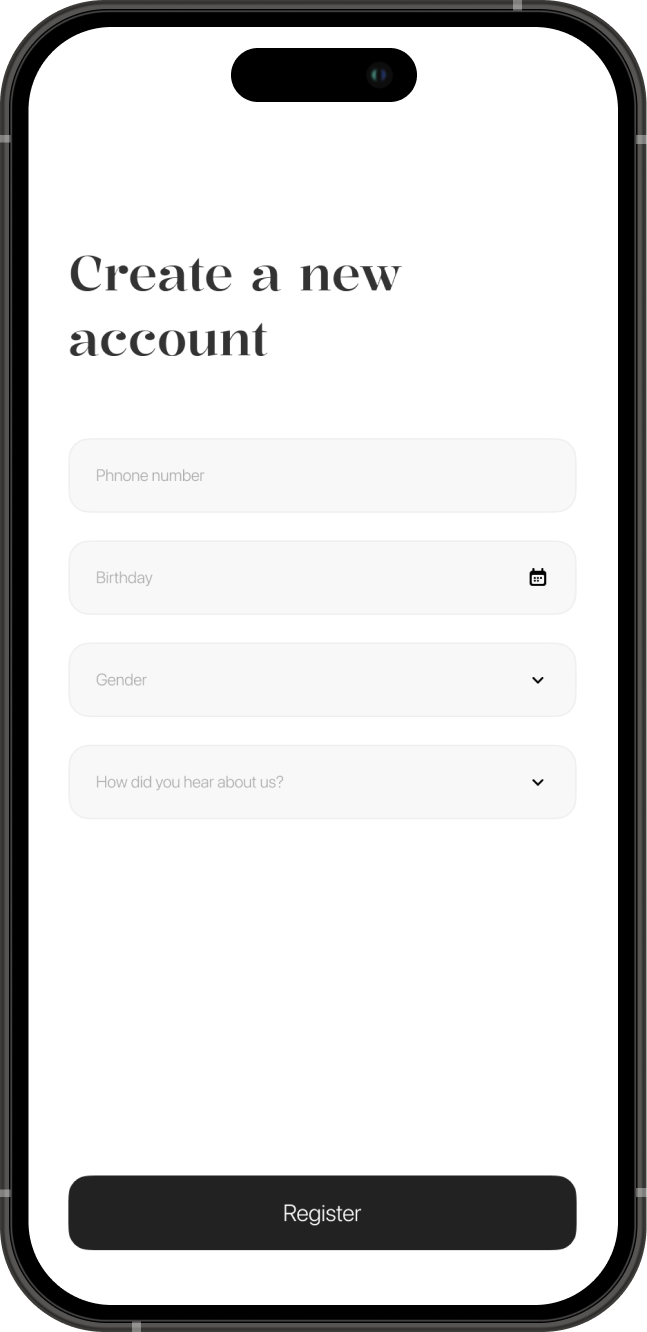 Create a new
account
Phnone number
Birthday
Gender
How did you hear about us?
Register